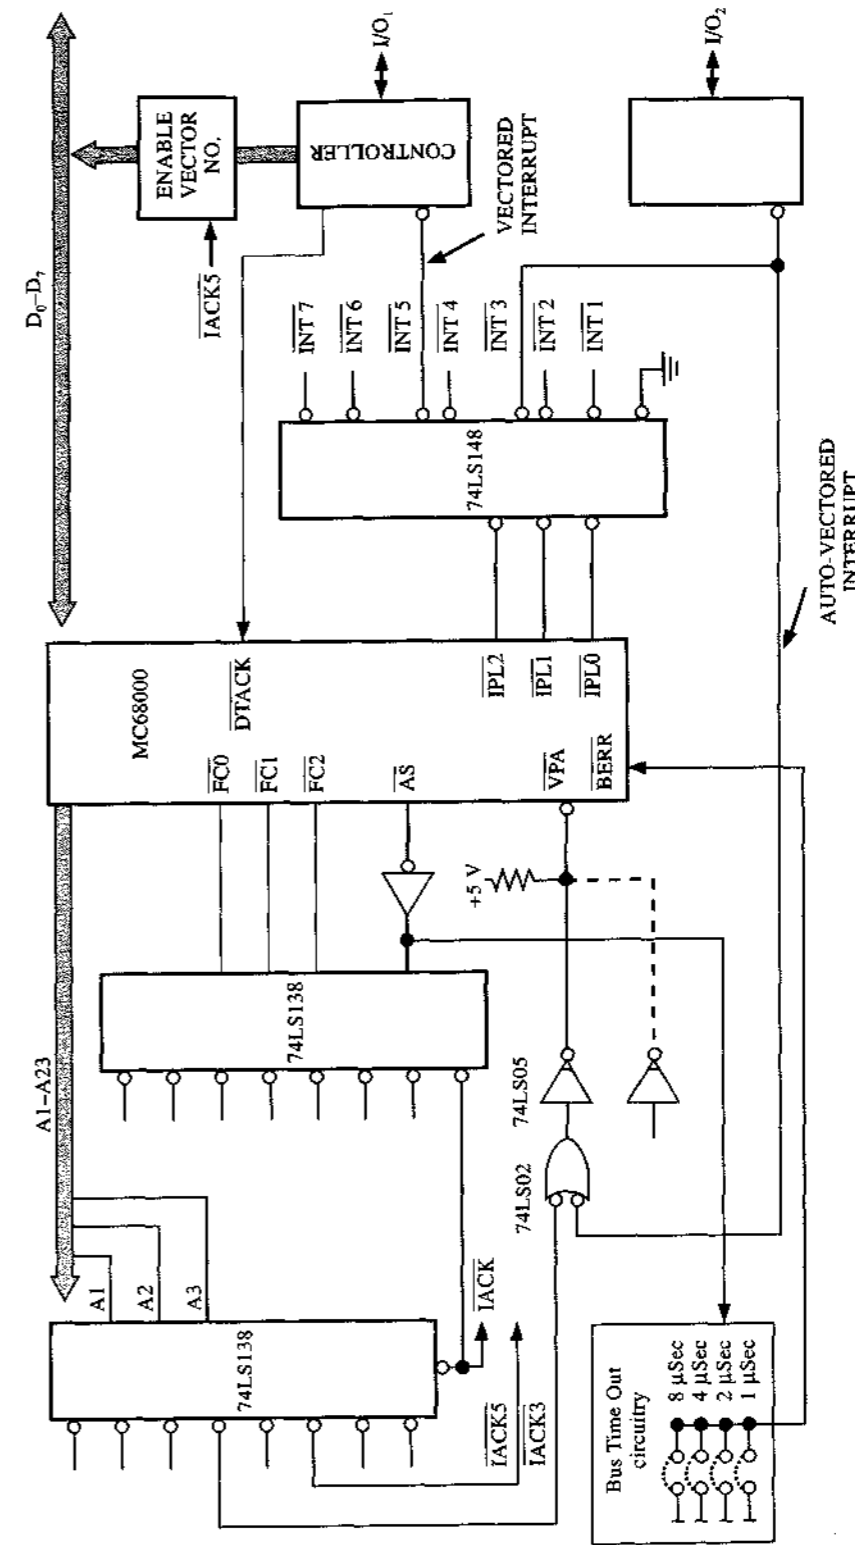 D₀–D₇
ENABLE
VECTOR
NO.
IACK5
CONTROLLER
I/O₁
VECTORED
INTERRUPT
I/O₂
INT 7
INT 6
INT 5
INT 4
INT 3
INT 2
INT 1
74LS148
AUTO-VECTORED
INTERRUPT
MC68000
DTACK
IPL2
IPL1
IPL0
FC0
FC1
FC2
AS
VPA
BERR
+5 V
A1–A23
74LS138
74LS05
74LS02
A1
A2
A3
74LS138
IACK
IACK5
IACK3
Bus Time Out
circuitry
8 μSec
4 μSec
2 μSec
1 μSec